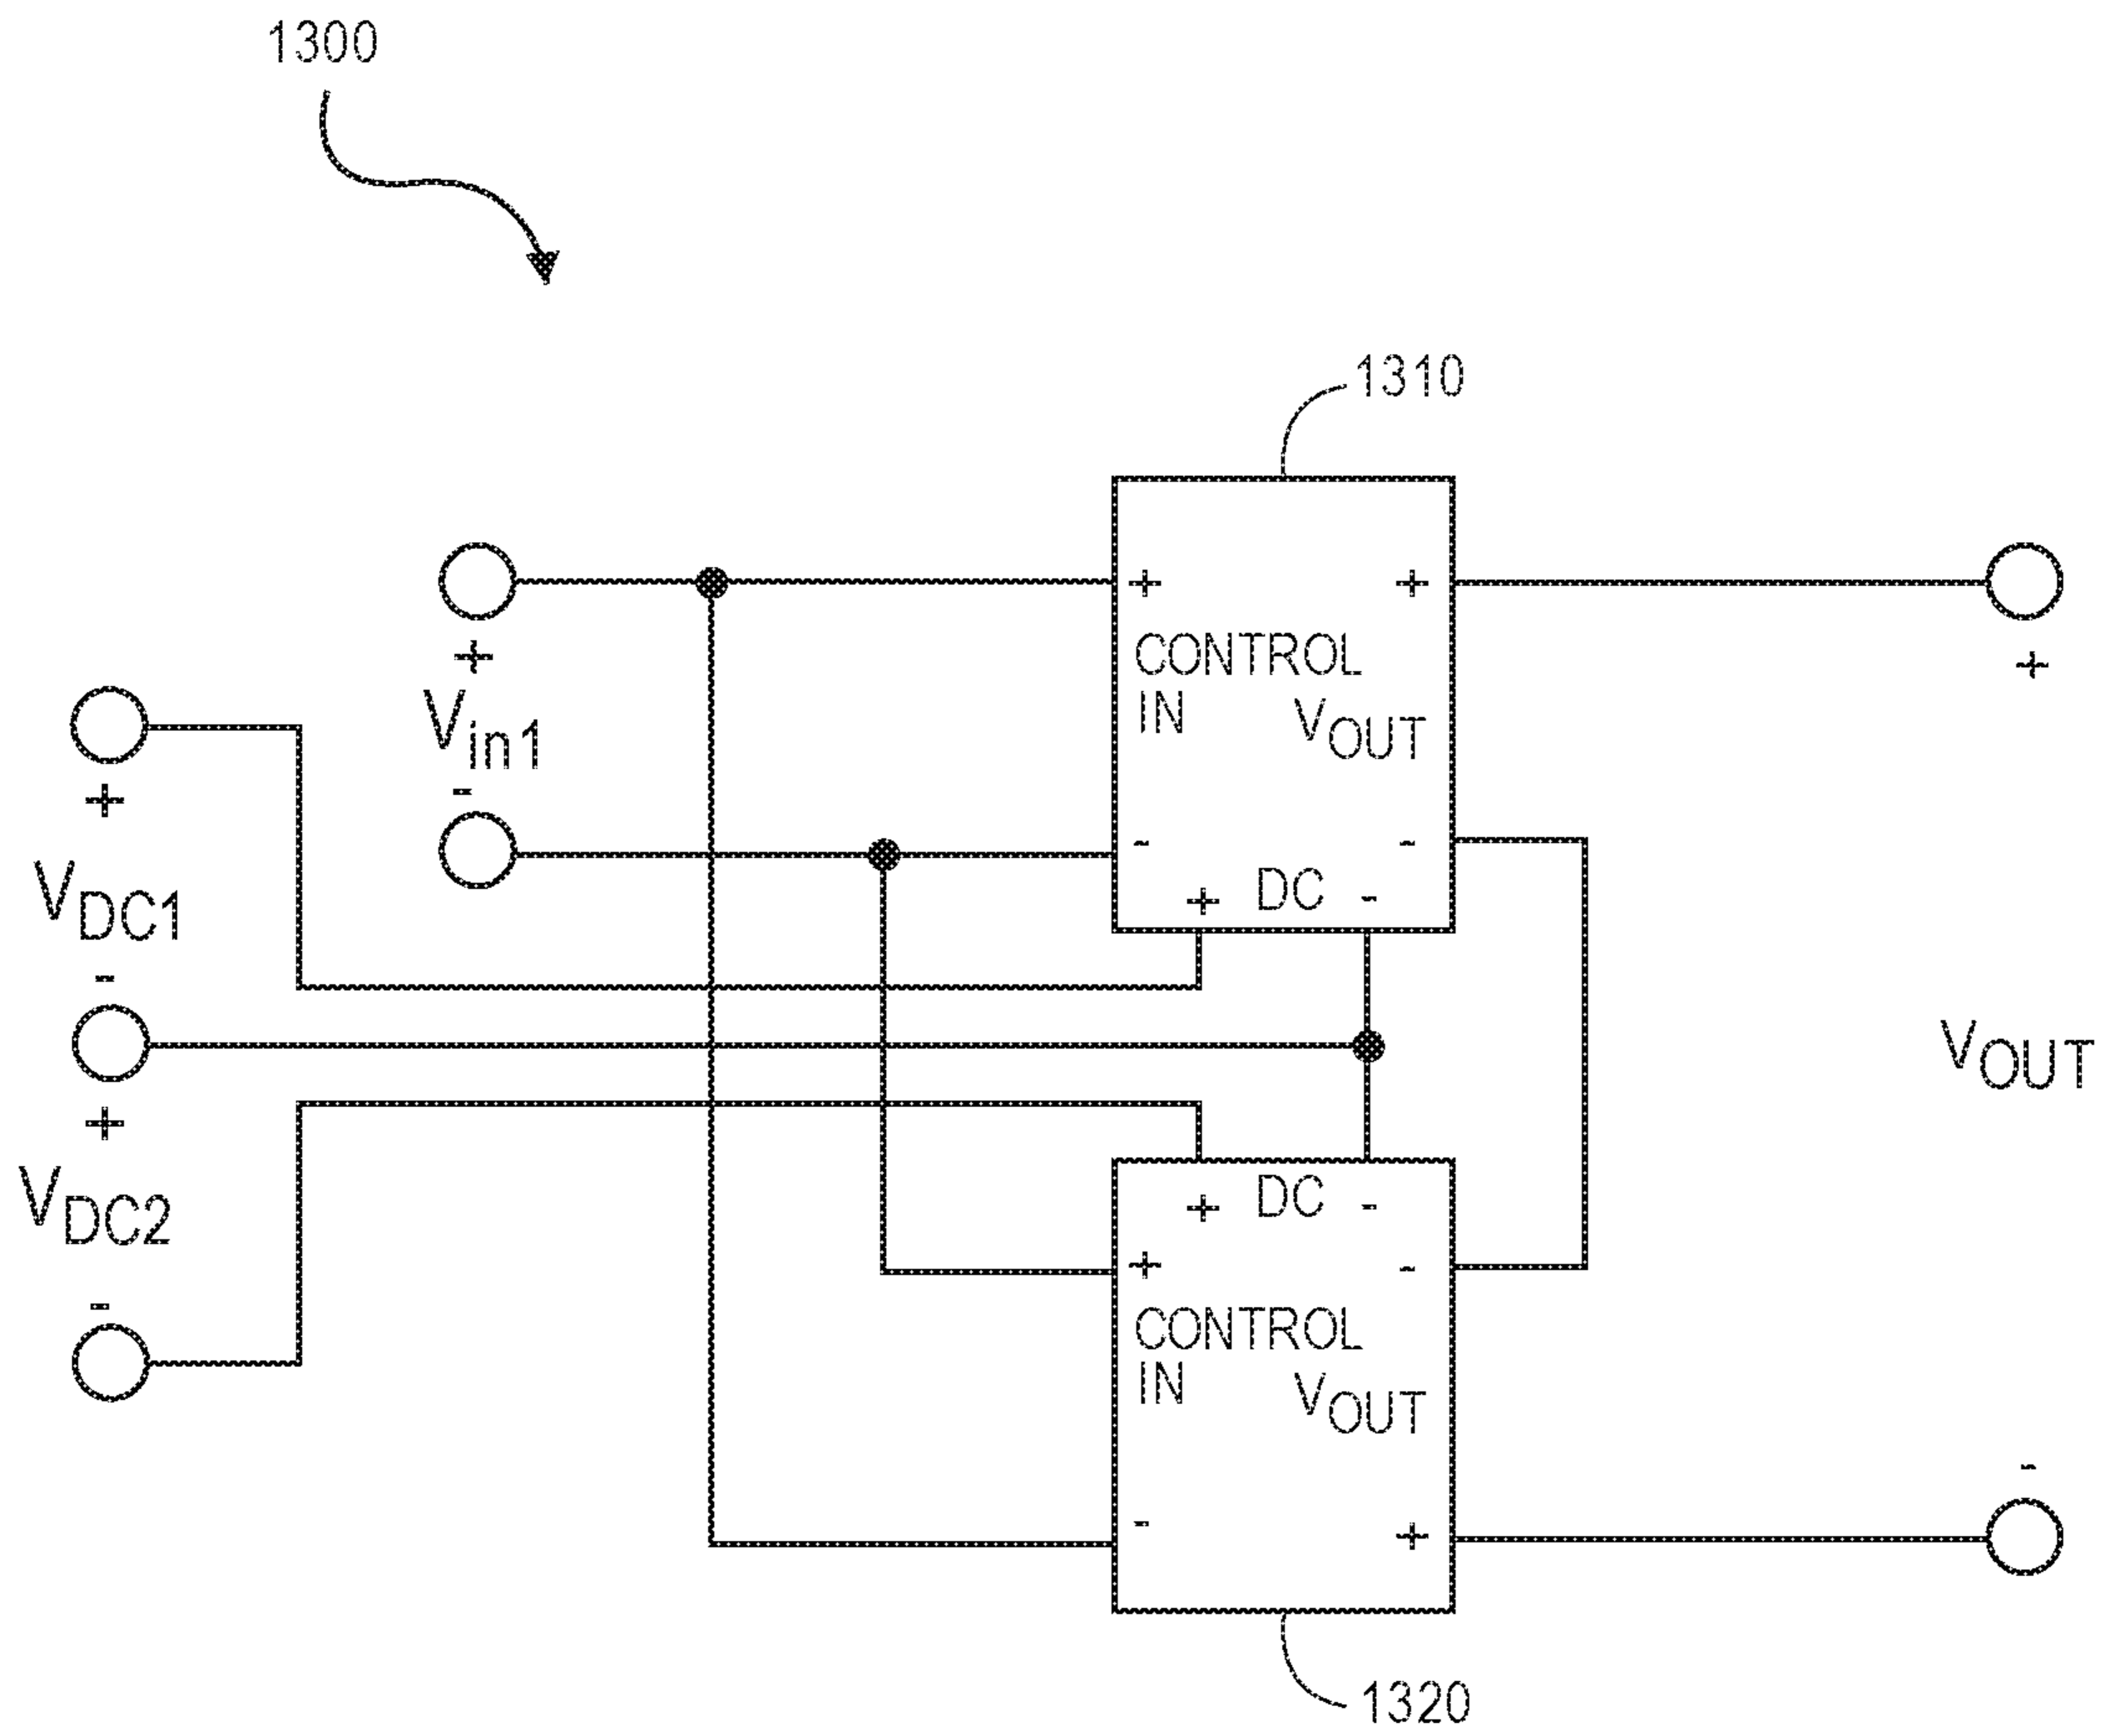 1300
1310
+ +
+
CONTROL
IN VOUT
+
Vin1
-
+
- -
+ DC -
VDC1
-
VOUT
+
+ DC -
VDC2
+ -
-
CONTROL
IN VOUT
-
- +
1320